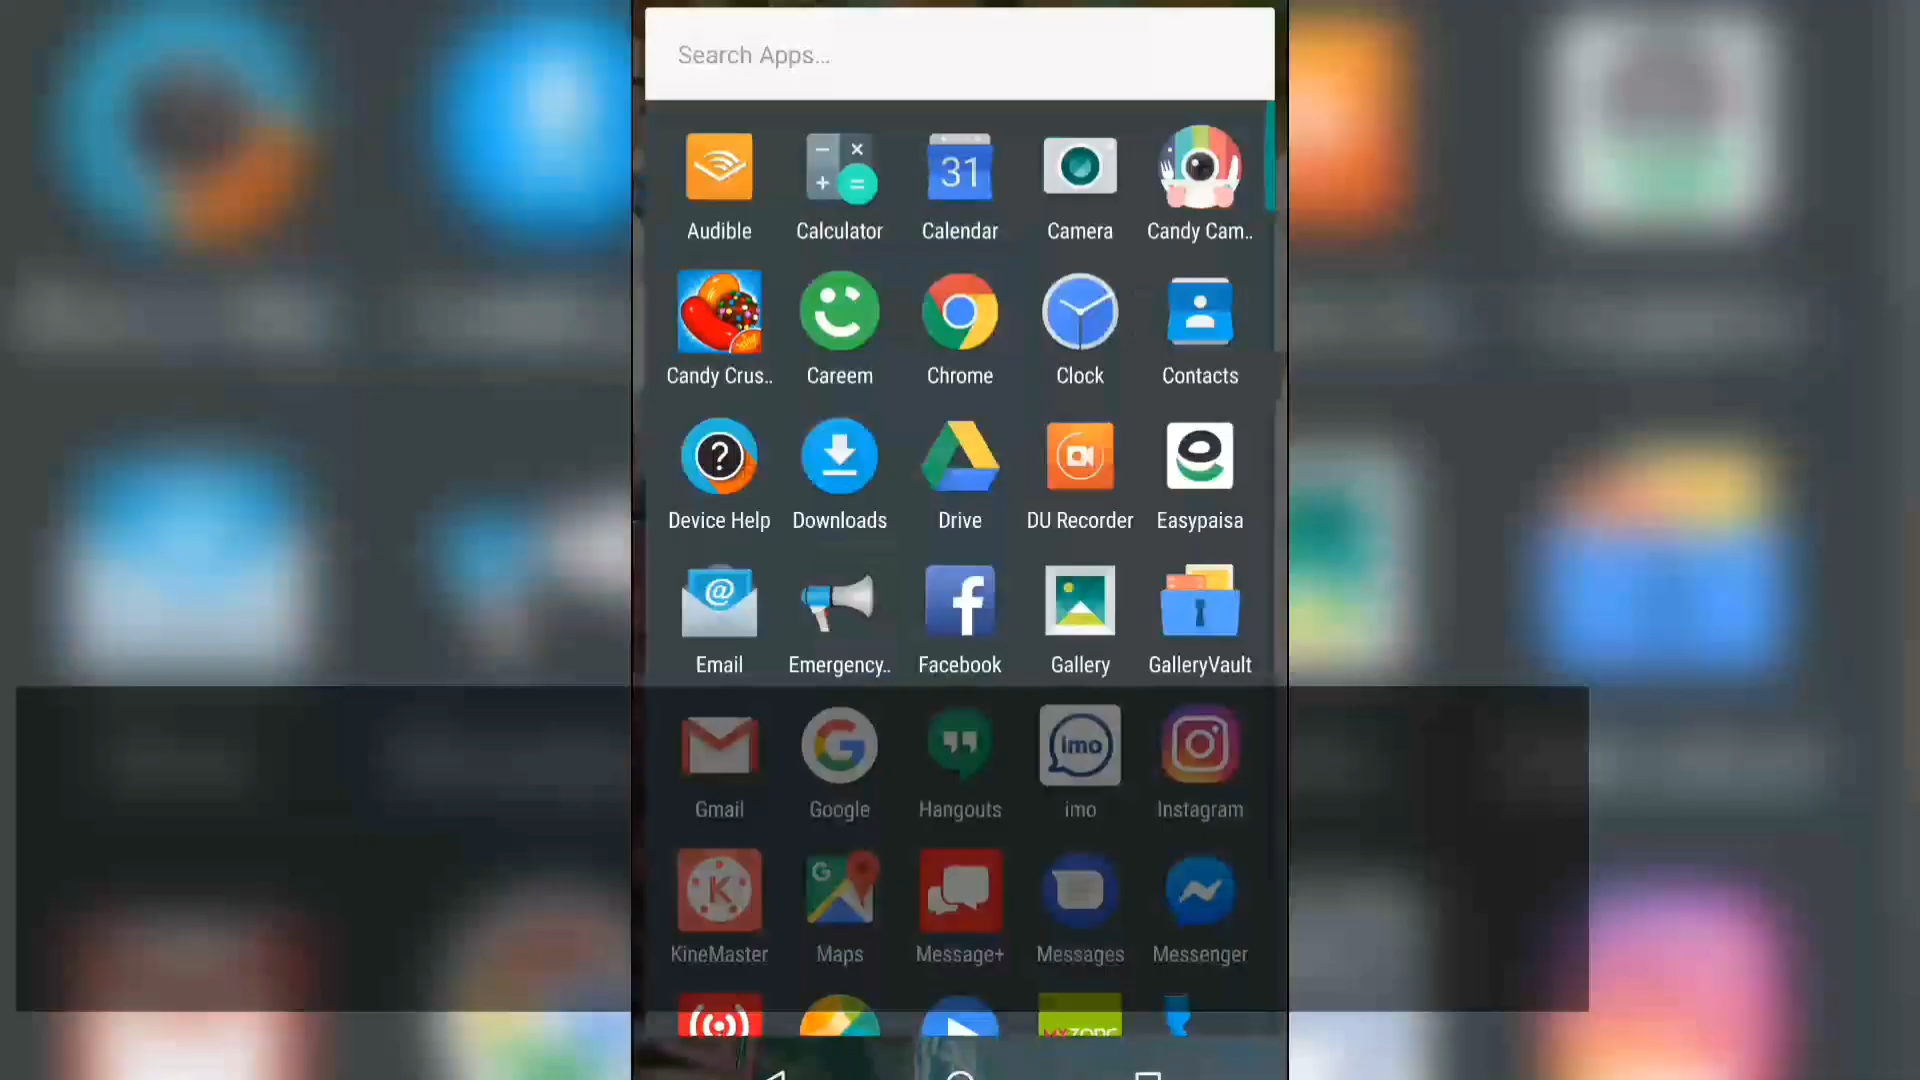 Search Apps...
31
Audible Calculator Calendar Camera Candy Cam..
Candy Crus.. Careem Chrome Clock Contacts
Device Help Downloads Drive DU Recorder Easypaisa
Email Emergency.. Facebook Gallery GalleryVault
imo
Gmail Google Hangouts imo Instagram
KineMaster Maps Message+ Messages Messenger